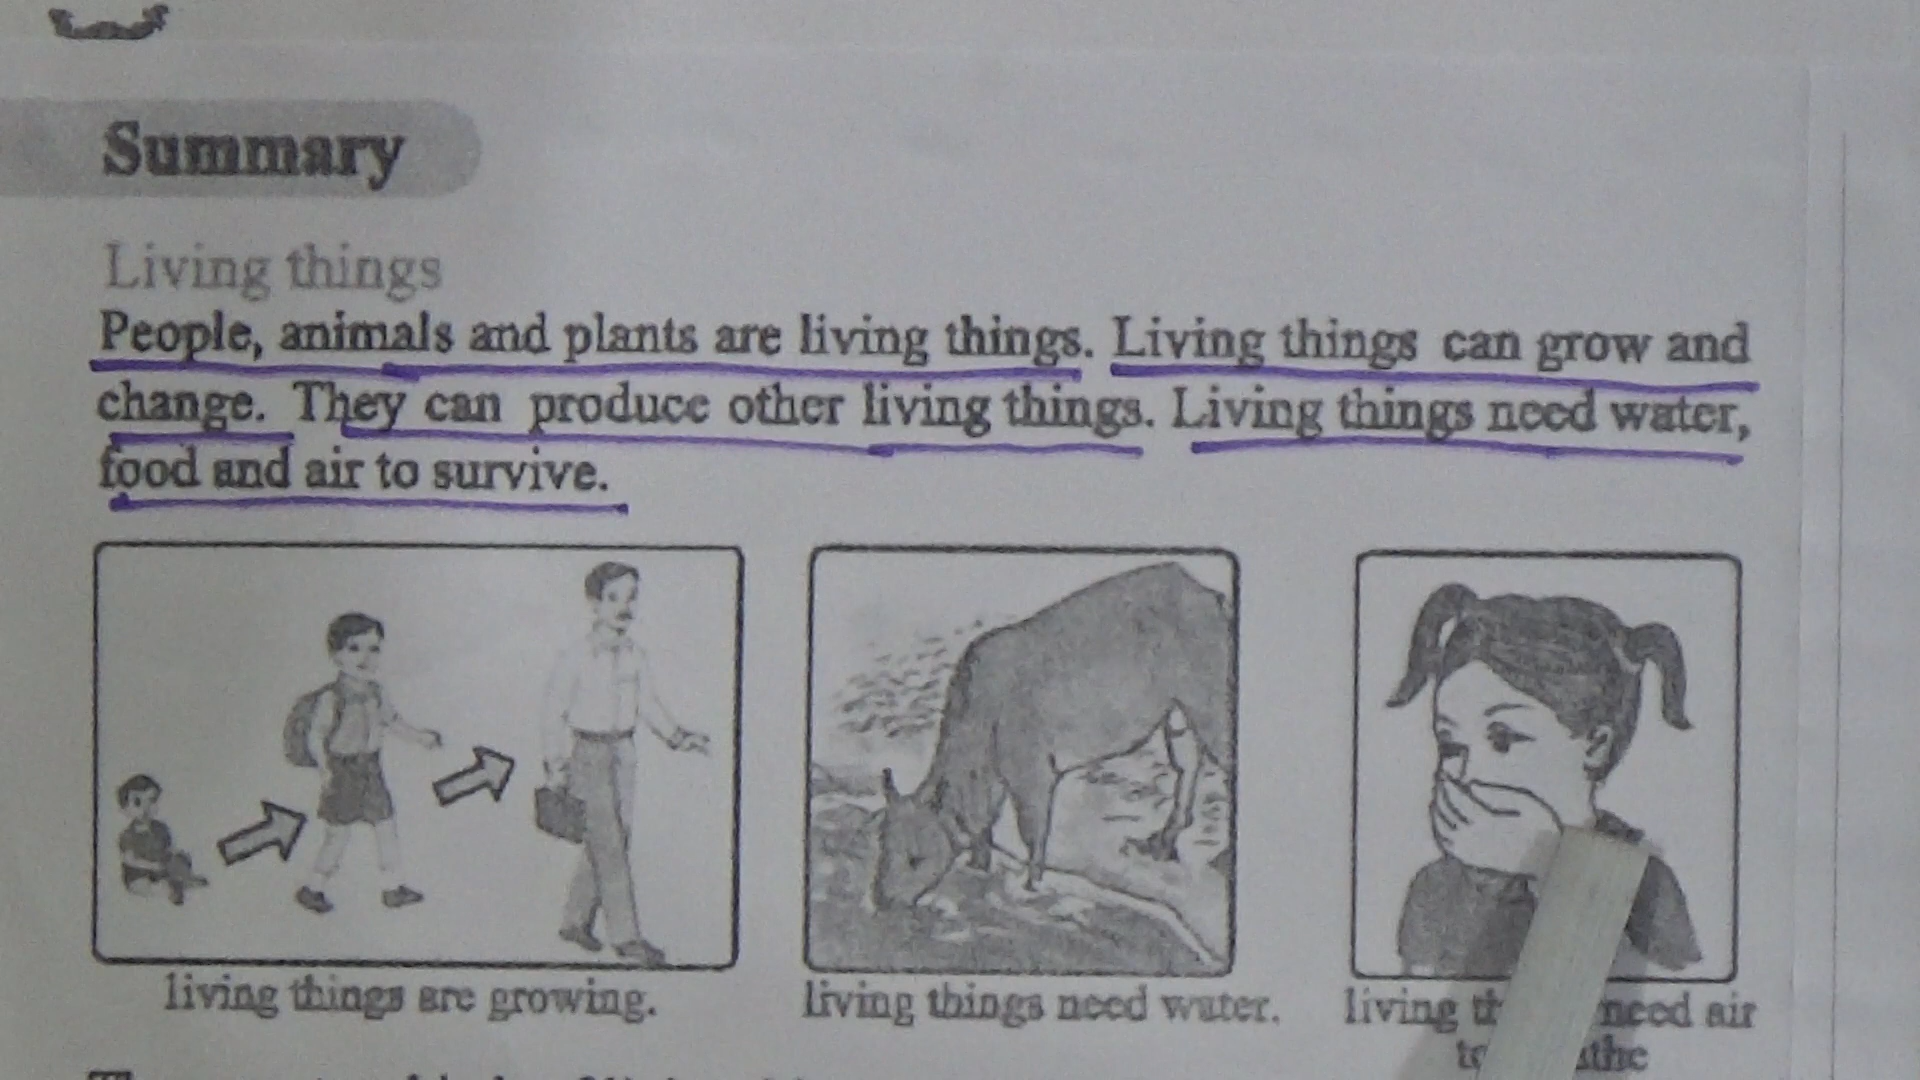 Summary
Living things
People, animals and plants are living things. Living things can grow and
change. They can produce other living things. Living things need water,
food and air to survive.
living things are growing.
living things need water.
living need air